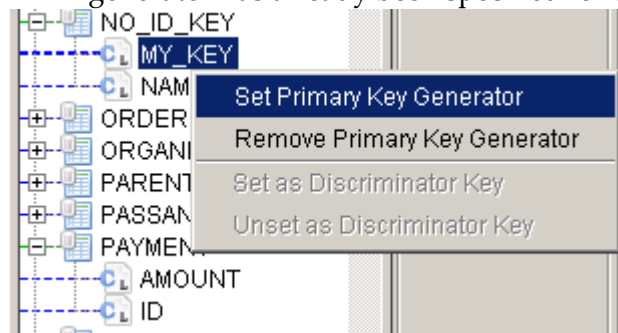 NO_ID_KEY
MY_KEY
NAM
Set Primary Key Generator
ORDER
Remove Primary Key Generator
ORGANI
PARENT
Set as Discriminator Key
PASSAN
Unset as Discriminator Key
PAYMEN
AMOUNT
ID